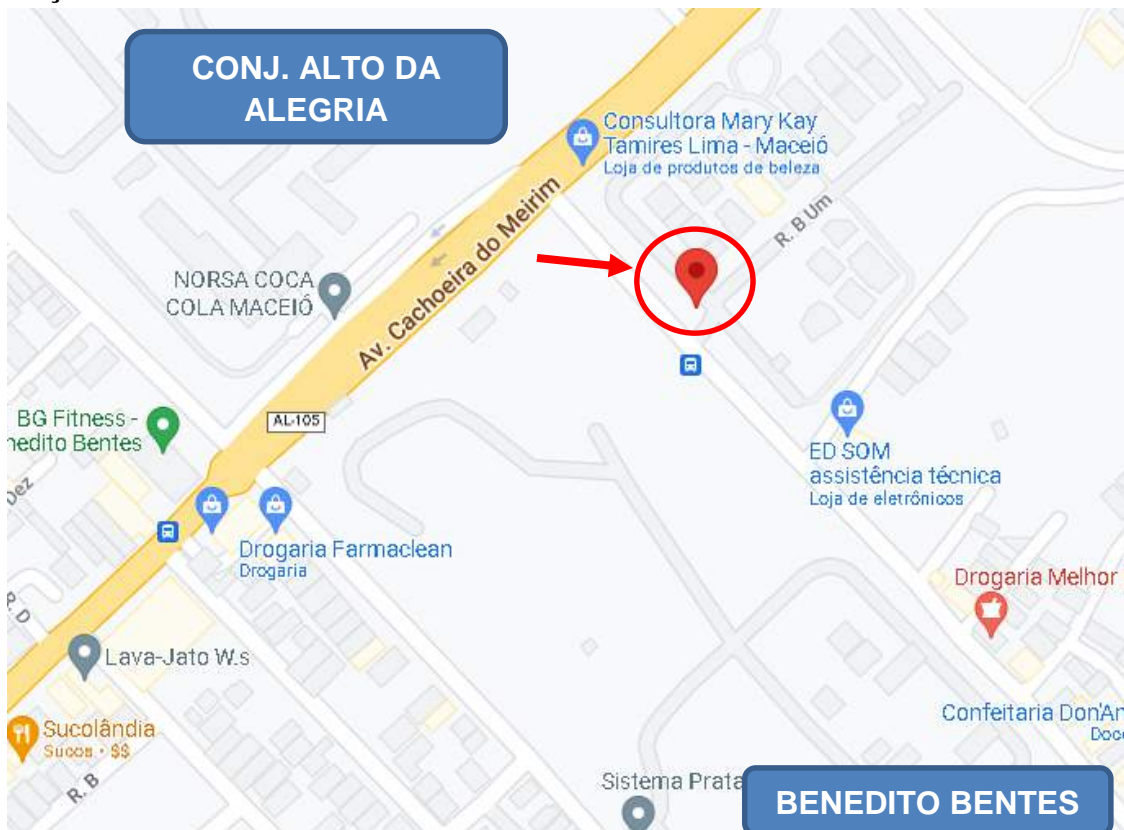 CONJ. ALTO DA
ALEGRIA
Consultora Mary Kay
Tamires Lima - Maceió
Loja de produtos de beleza
R. B Um
Av. Cachoeira do Meirim
NORSA COCA
COLA MACEIÓ
BG Fitness -
nedito Bentes
AL-105
Dez
ED SOM
assistência técnica
Loja de eletrônicos
Drogaria Farmaclean
Drogaria
Drogaria Melhor
R. D
Lava-Jato W.s
Confeitaria Don'An
Doce
Sucolândia
Sucos • $$
R. B
Sistema Prata
BENEDITO BENTES